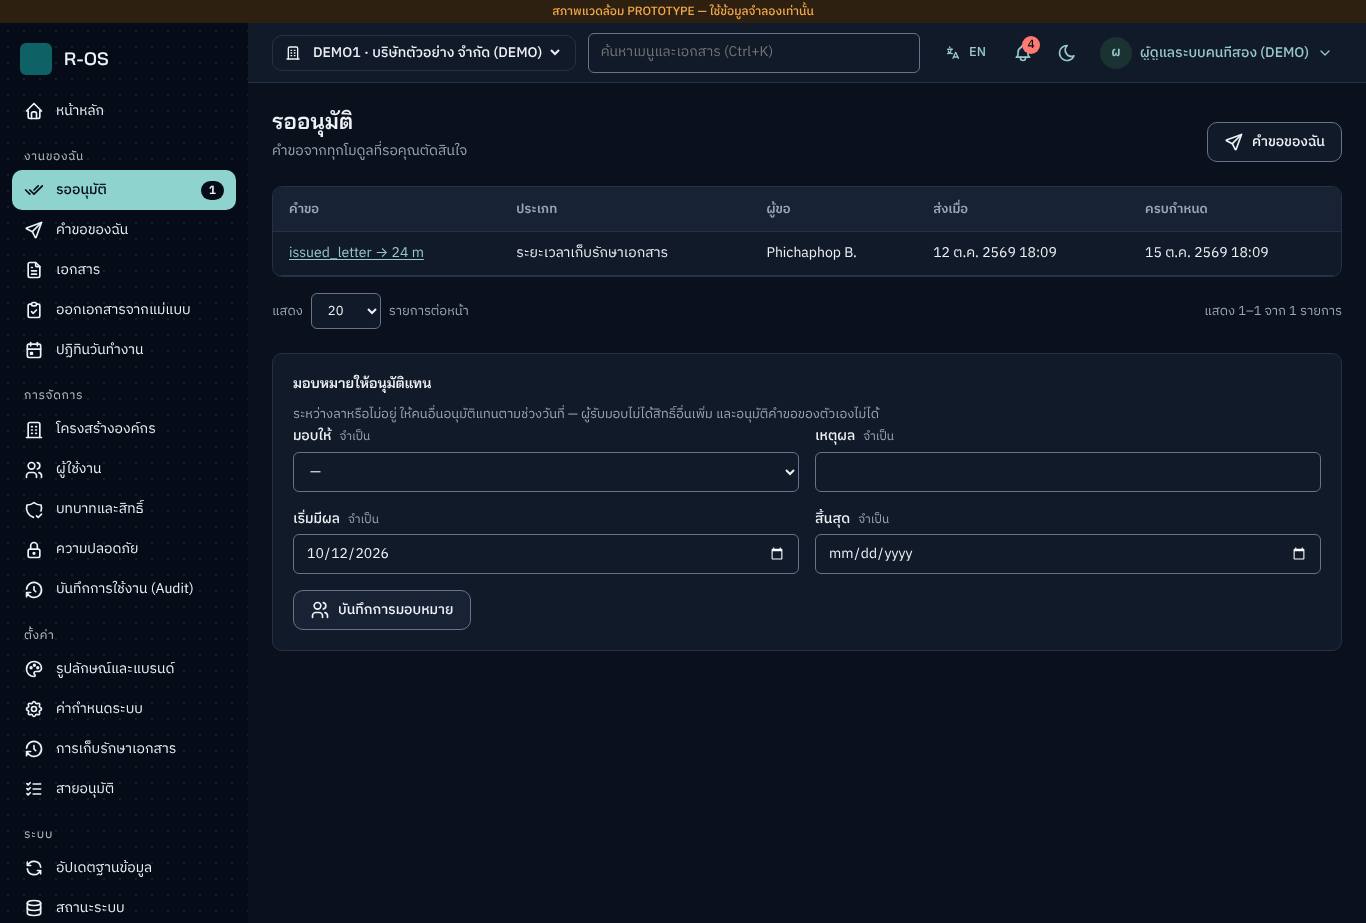 สภาพแวดล้อม PROTOTYPE — ใช้ข้อมูลจำลองเท่านั้น
R-OS
DEMO1 · บริษัทตัวอย่าง จำกัด (DEMO)
ค้นหาเมนูและเอกสาร (Ctrl+K)
EN
4
ผ
ผู้ดูแลระบบคนที่สอง (DEMO)
หน้าหลัก
งานของฉัน
รออนุมัติ
1
คำขอของฉัน
เอกสาร
ออกเอกสารจากแม่แบบ
ปฏิทินวันทำงาน
การจัดการ
โครงสร้างองค์กร
ผู้ใช้งาน
บทบาทและสิทธิ์
ความปลอดภัย
บันทึกการใช้งาน (Audit)
ตั้งค่า
รูปลักษณ์และแบรนด์
ค่ากำหนดระบบ
การเก็บรักษาเอกสาร
สายอนุมัติ
ระบบ
อัปเดตฐานข้อมูล
สถานะระบบ
รออนุมัติ
คำขอจากทุกโมดูลที่รอคุณตัดสินใจ
คำขอของฉัน
คำขอ ประเภท ผู้ขอ ส่งเมื่อ ครบกำหนด
issued_letter → 24 m ระยะเวลาเก็บรักษาเอกสาร Phichaphop B. 12 ต.ค. 2569 18:09 15 ต.ค. 2569 18:09
แสดง 20 รายการต่อหน้า
แสดง 1–1 จาก 1 รายการ
มอบหมายให้อนุมัติแทน
ระหว่างลาหรือไม่อยู่ ให้คนอื่นอนุมัติแทนตามช่วงวันที่ — ผู้รับมอบไม่ได้สิทธิ์อื่นเพิ่ม และอนุมัติคำขอของตัวเองไม่ได้
มอบให้ จำเป็น
—
เหตุผล จำเป็น
เริ่มมีผล จำเป็น
10/12/2026
สิ้นสุด จำเป็น
mm/dd/yyyy
บันทึกการมอบหมาย